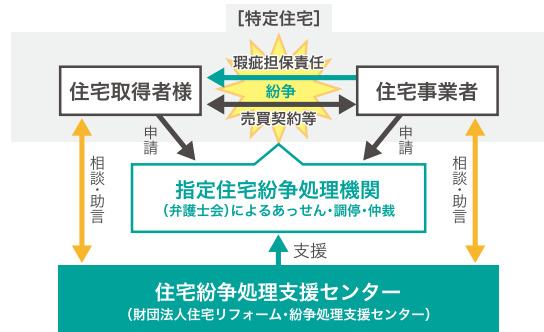 ［特定住宅］
瑕疵担保責任
住宅取得者様
紛争
住宅事業者
売買契約等
申請
申請
相談・助言
相談・助言
指定住宅紛争処理機関
（弁護士会）によるあっせん・調停・仲裁
支援
住宅紛争処理支援センター
（財団法人住宅リフォーム・紛争処理支援センター）